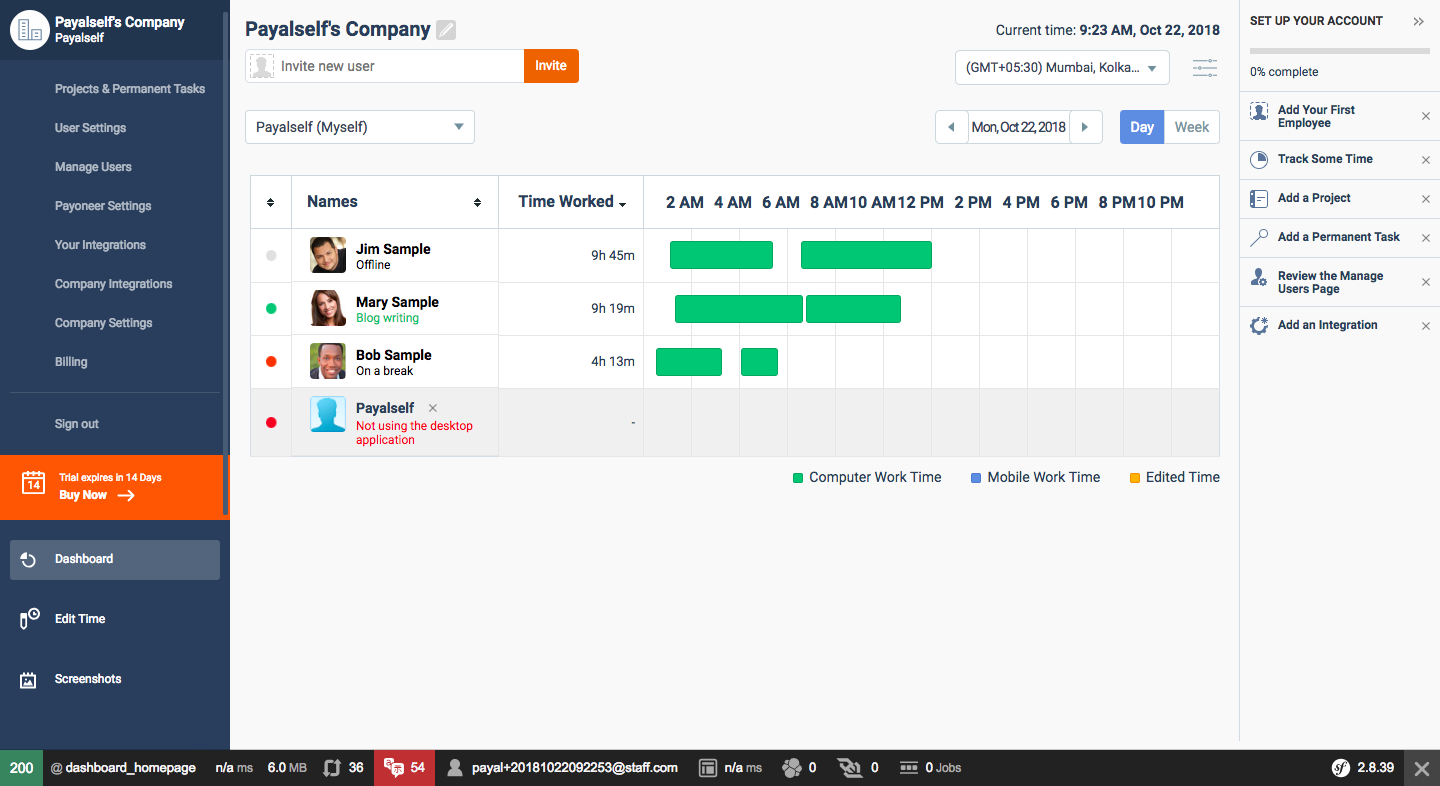 Payalself's Company
Payalself
Projects & Permanent Tasks
User Settings
Manage Users
Payoneer Settings
Your Integrations
Company Integrations
Company Settings
Billing
Sign out
14
Trial expires in 14 Days
Buy Now
Dashboard
Edit Time
Screenshots
Payalself's Company
Current time: 9:23 AM, Oct 22, 2018
Invite new user
Invite
(GMT+05:30) Mumbai, Kolka...
Payalself (Myself)
Mon, Oct 22, 2018
Day
Week
Names
Time Worked
2 AM 4 AM 6 AM 8 AM 10 AM 12 PM 2 PM 4 PM 6 PM 8 PM 10 PM
Jim Sample
Offline
9h 45m
Mary Sample
Blog writing
9h 19m
Bob Sample
On a break
4h 13m
Payalself
Not using the desktop
application
-
Computer Work Time
Mobile Work Time
Edited Time
SET UP YOUR ACCOUNT
0% complete
Add Your First
Employee
Track Some Time
Add a Project
Add a Permanent Task
Review the Manage
Users Page
Add an Integration
200 @ dashboard_homepage n/a ms 6.0 MB 36 54 payal+20181022092253@staff.com n/a ms 0 0 0 Jobs sf 2.8.39